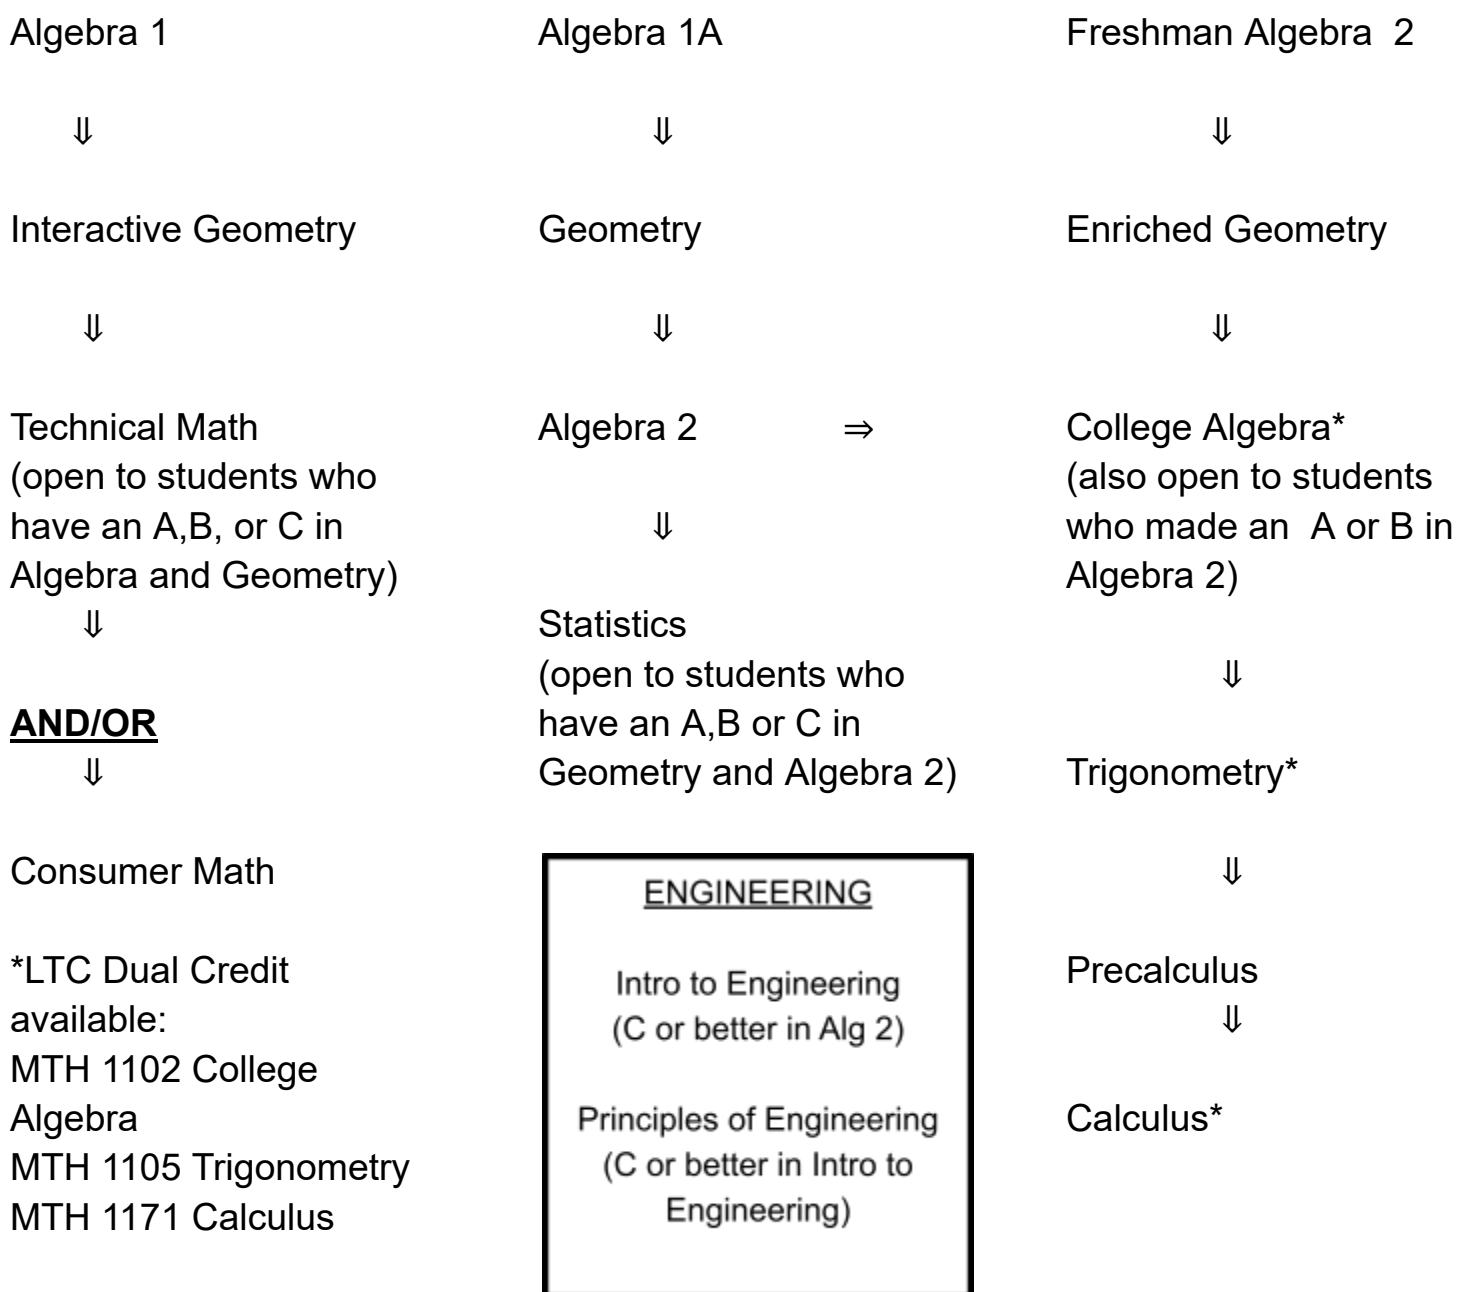 Algebra 1
⇓
Interactive Geometry
⇓
Technical Math
(open to students who
have an A,B, or C in
Algebra and Geometry)
⇓
AND/OR
⇓
Consumer Math
*LTC Dual Credit
available:
MTH 1102 College
Algebra
MTH 1105 Trigonometry
MTH 1171 Calculus
Algebra 1A
⇓
Geometry
⇓
Algebra 2 ⇒
⇓
Statistics
(open to students who
have an A,B or C in
Geometry and Algebra 2)
ENGINEERING
Intro to Engineering
(C or better in Alg 2)
Principles of Engineering
(C or better in Intro to
Engineering)
Freshman Algebra  2
⇓
Enriched Geometry
⇓
College Algebra*
(also open to students
who made an  A or B in
Algebra 2)
⇓
Trigonometry*
⇓
Precalculus
⇓
Calculus*